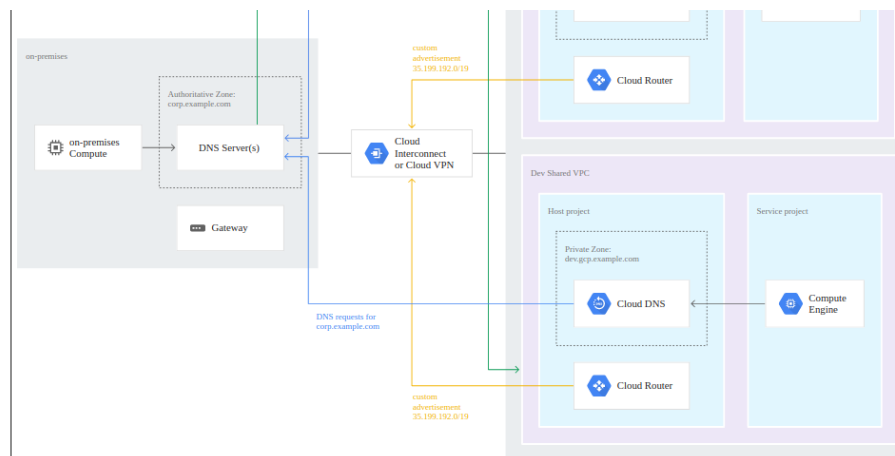 on-premises
Authoritative Zone:
corp.example.com
on-premises
Compute
DNS Server(s)
Gateway
custom
advertisement
35.199.192.0/19
Cloud
Interconnect
or Cloud VPN
DNS requests for
corp.example.com
custom
advertisement
35.199.192.0/19
Cloud Router
Dev Shared VPC
Host project
Service project
Private Zone:
dev.gcp.example.com
Cloud DNS
Compute
Engine
Cloud Router